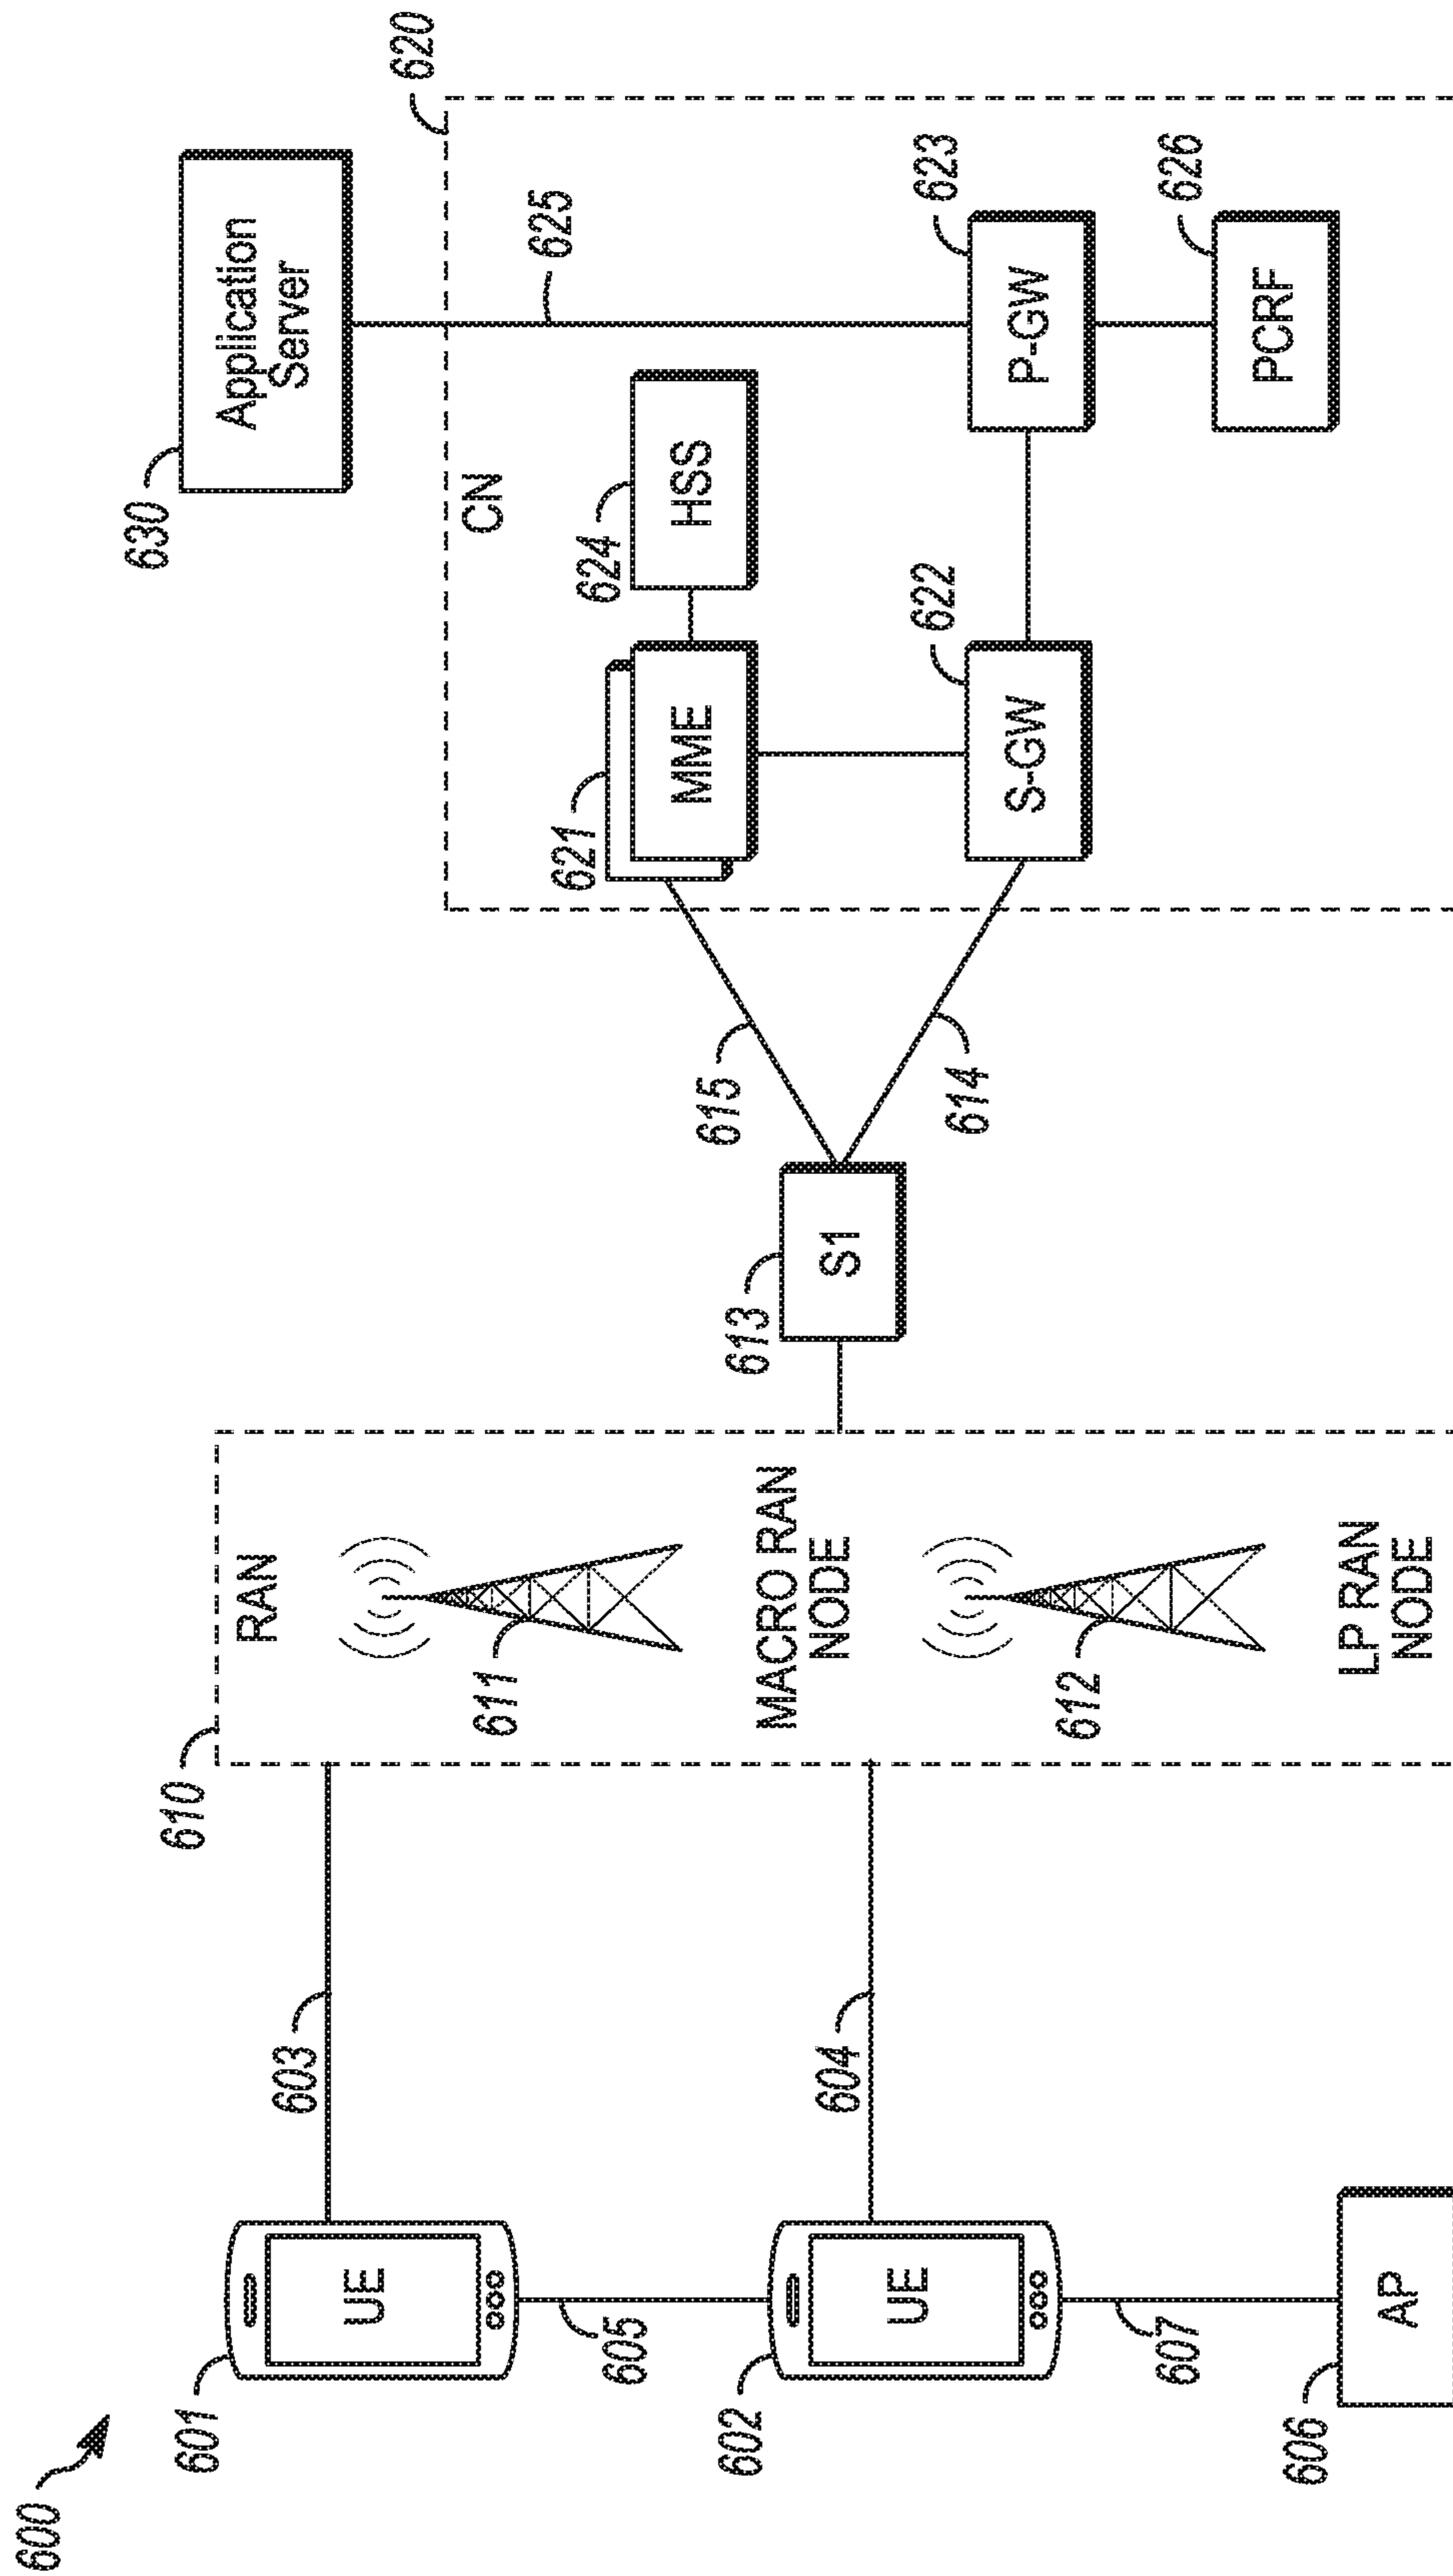 600
601
UE
603
605
602
UE
604
607
606
AP
610
RAN
611
MACRO RAN
NODE
612
LP RAN
NODE
613
S1
615
614
630
Application
Server
620
CN
625
621
MME
624
HSS
622
S-GW
623
P-GW
626
PCRF